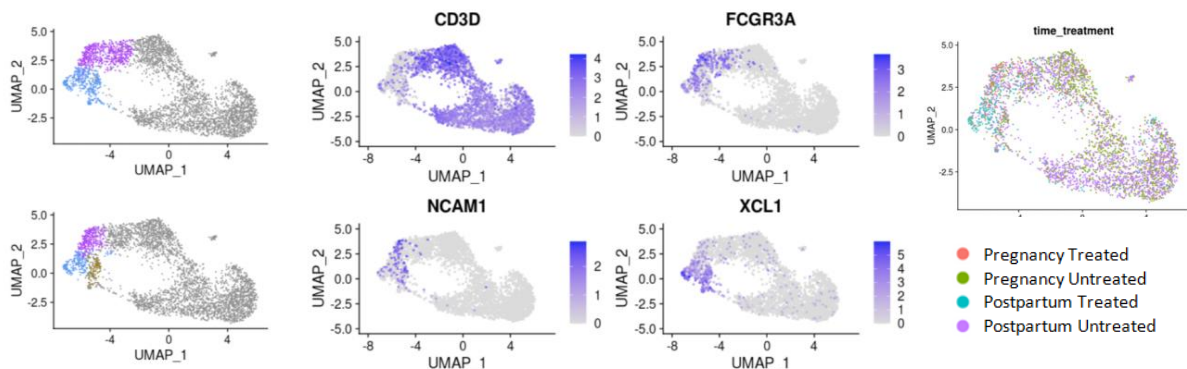 5.0
2.5
0.0
-2.5
UMAP_2
-4 0 4
UMAP_1
CD3D
5.0
2.5
0.0
-2.5
-5.0
UMAP_2
-8 -4 0 4
UMAP_1
4
3
2
1
0
FCGR3A
5.0
2.5
0.0
-2.5
-5.0
UMAP_2
-8 -4 0 4
UMAP_1
3
2
1
0
time_treatment
5.0
2.5
0.0
-2.5
UMAP_2
5.0
2.5
0.0
-2.5
UMAP_2
-4 0 4
UMAP_1
NCAM1
5.0
2.5
0.0
-2.5
-5.0
UMAP_2
-8 -4 0 4
UMAP_1
2
1
0
XCL1
5.0
2.5
0.0
-2.5
-5.0
UMAP_2
-8 -4 0 4
UMAP_1
5
4
3
2
1
0
Pregnancy Treated
Pregnancy Untreated
Postpartum Treated
Postpartum Untreated